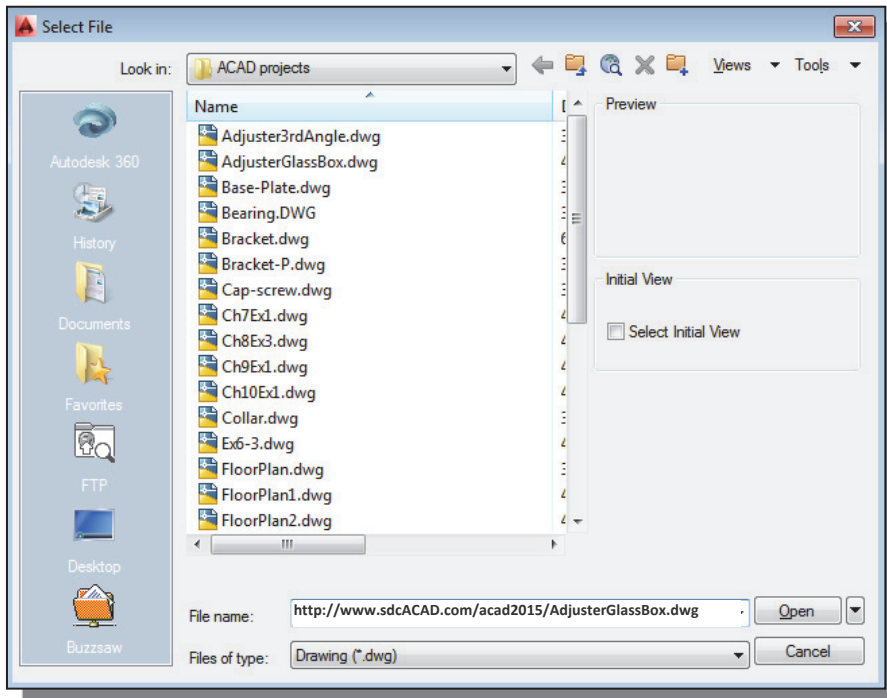 Select File
Look in:
ACAD projects
Views
Tools
Autodesk 360
History
Documents
Favorites
FTP
Desktop
Buzzsaw
Name
Adjuster3rdAngle.dwg
AdjusterGlassBox.dwg
Base-Plate.dwg
Bearing.DWG
Bracket.dwg
Bracket-P.dwg
Cap-screw.dwg
Ch7Ex1.dwg
Ch8Ex3.dwg
Ch9Ex1.dwg
Ch10Ex1.dwg
Collar.dwg
Ex6-3.dwg
FloorPlan.dwg
FloorPlan1.dwg
FloorPlan2.dwg
Preview
Initial View
Select Initial View
File name: http://www.sdcACAD.com/acad2015/AdjusterGlassBox.dwg Open
Files of type: Drawing (*.dwg) Cancel